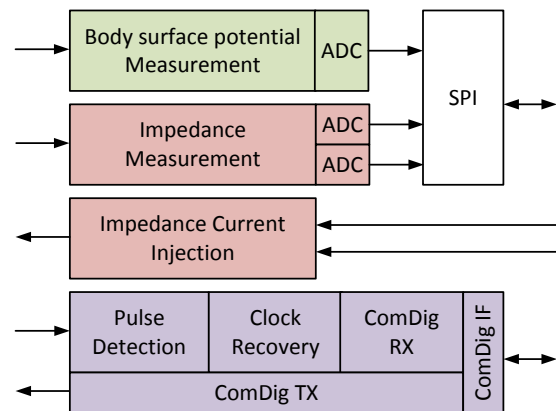 Body surface potential
Measurement
ADC
SPI
Impedance
Measurement
ADC
ADC
Impedance Current
Injection
Pulse
Detection
Clock
Recovery
ComDig
RX
ComDig IF
ComDig TX